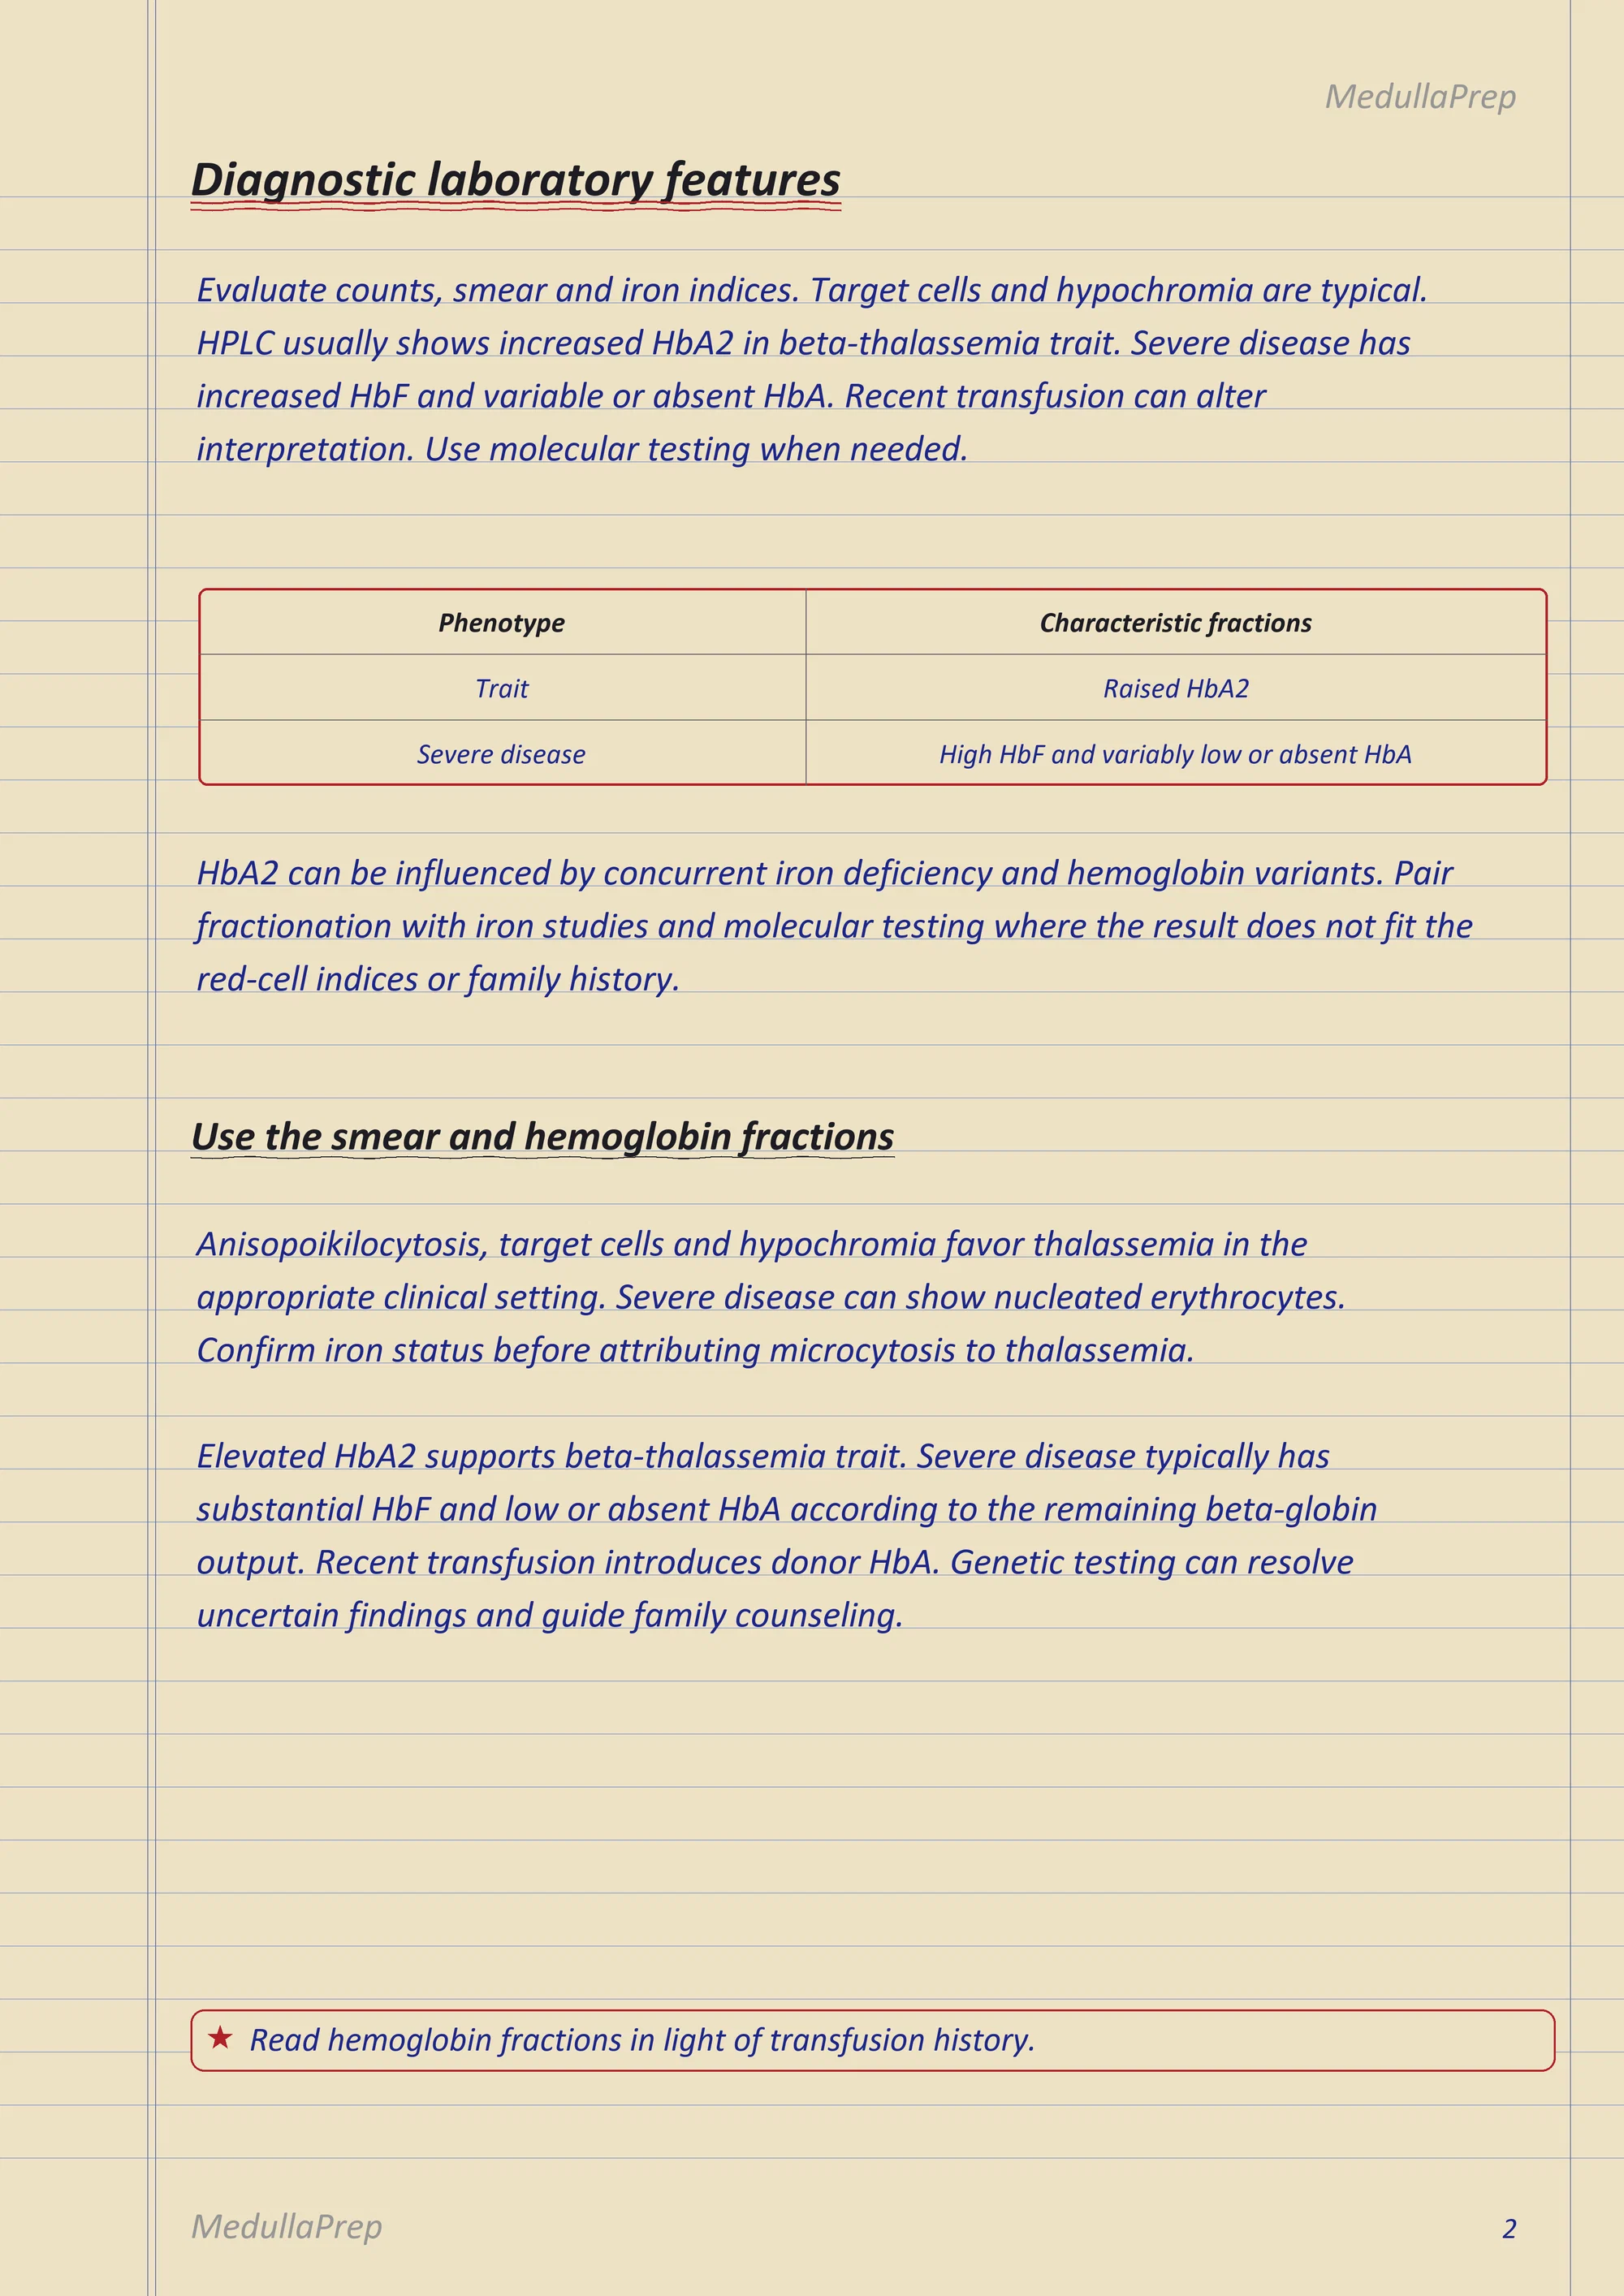 MedullaPrep
Diagnostic laboratory features
Evaluate counts, smear and iron indices. Target cells and hypochromia are typical.
HPLC usually shows increased HbA2 in beta-thalassemia trait. Severe disease has
increased HbF and variable or absent HbA. Recent transfusion can alter
interpretation. Use molecular testing when needed.
Phenotype Characteristic fractions
Trait Raised HbA2
Severe disease High HbF and variably low or absent HbA
HbA2 can be influenced by concurrent iron deficiency and hemoglobin variants. Pair
fractionation with iron studies and molecular testing where the result does not fit the
red-cell indices or family history.
Use the smear and hemoglobin fractions
Anisopoikilocytosis, target cells and hypochromia favor thalassemia in the
appropriate clinical setting. Severe disease can show nucleated erythrocytes.
Confirm iron status before attributing microcytosis to thalassemia.
Elevated HbA2 supports beta-thalassemia trait. Severe disease typically has
substantial HbF and low or absent HbA according to the remaining beta-globin
output. Recent transfusion introduces donor HbA. Genetic testing can resolve
uncertain findings and guide family counseling.
★ Read hemoglobin fractions in light of transfusion history.
MedullaPrep 2